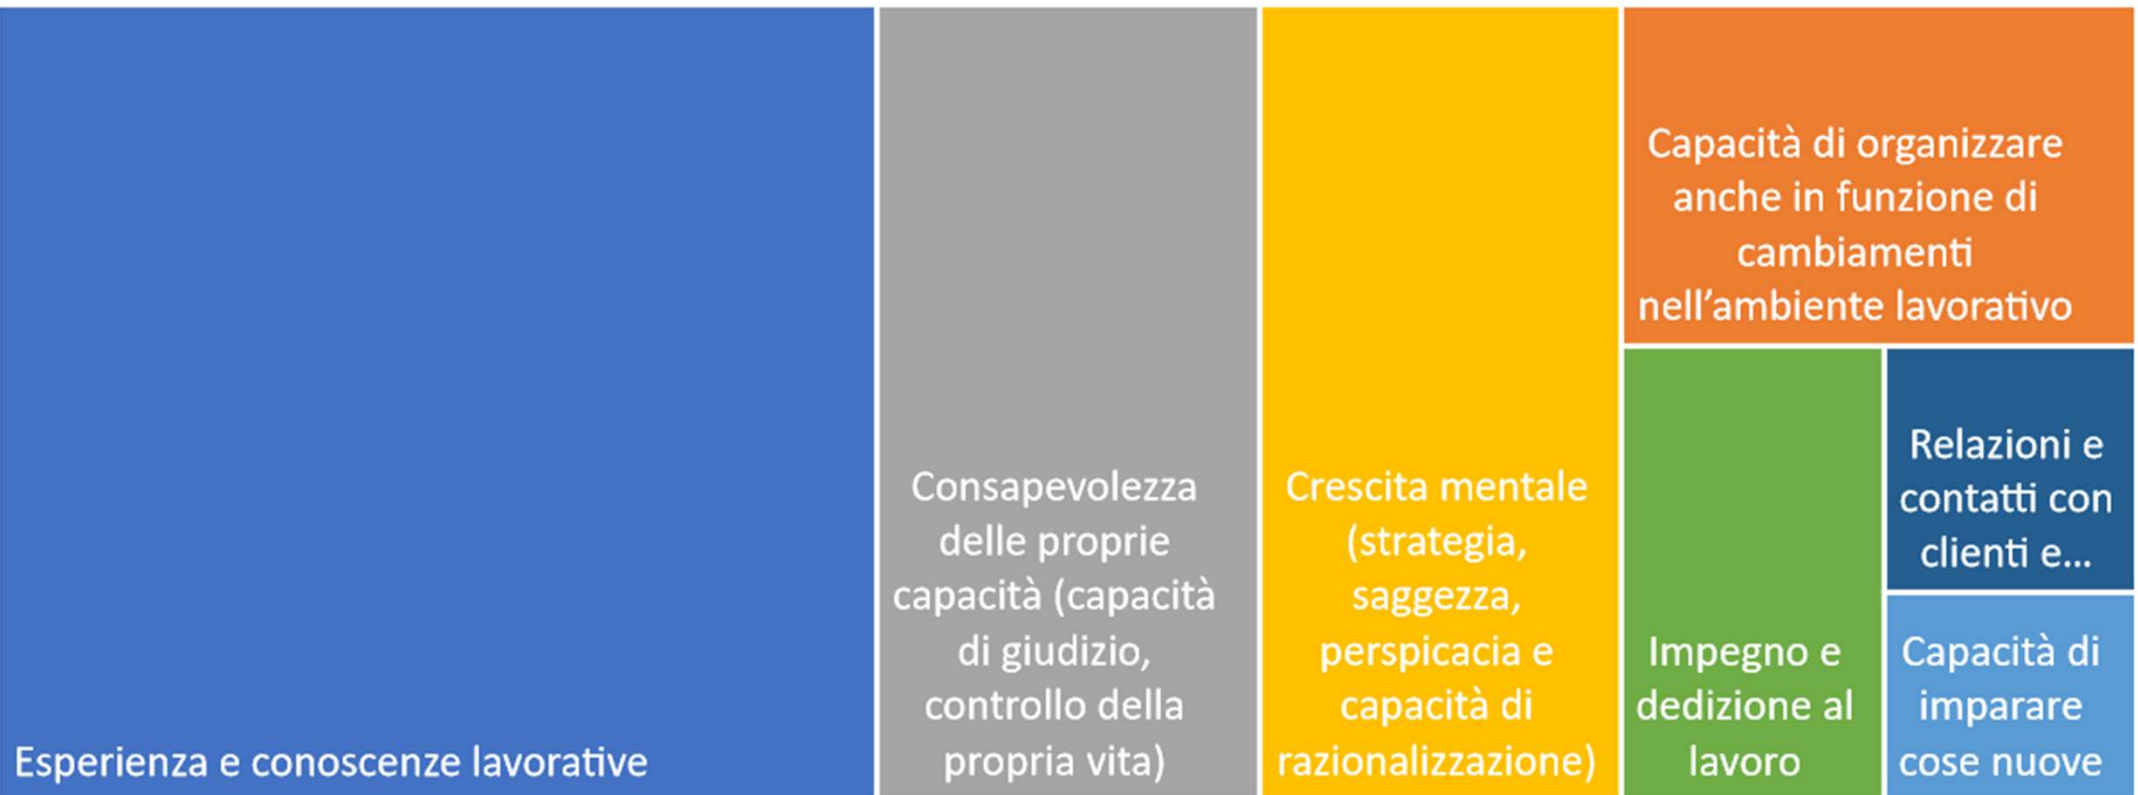 Esperienza e conoscenze lavorative
Consapevolezza
delle proprie
capacità (capacità
di giudizio,
controllo della
propria vita)
Crescita mentale
(strategia,
saggezza,
perspicacia e
capacità di
razionalizzazione)
Capacità di organizzare
anche in funzione di
cambiamenti
nell’ambiente lavorativo
Impegno e
dedizione al
lavoro
Relazioni e
contatti con
clienti e...
Capacità di
imparare
cose nuove